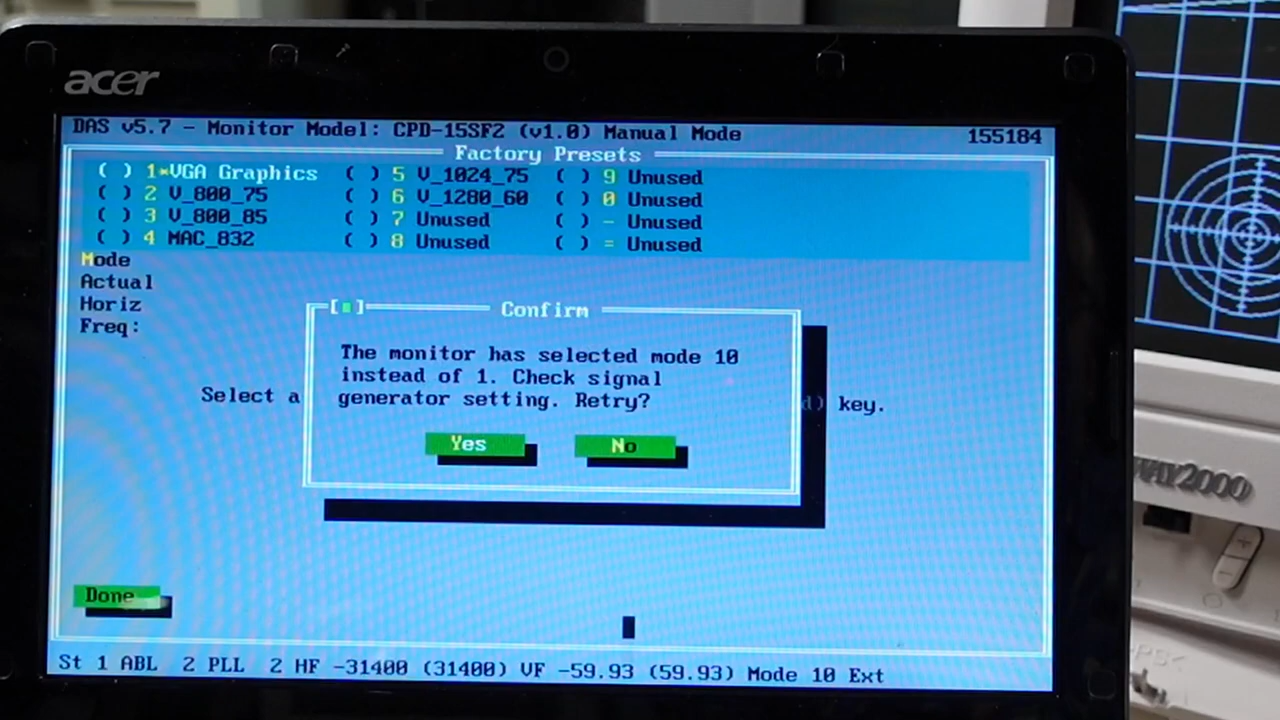 acer
DAS v5.7 - Monitor Model: CPD-15SF2 (v1.0) Manual Mode 155184
Factory Presets
( ) 1*VGA Graphics ( ) 5 V_1024_75 ( ) 9 Unused
( ) 2 V_800_75 ( ) 6 V_1280_60 ( ) 0 Unused
( ) 3 V_800_85 ( ) 7 Unused ( ) - Unused
( ) 4 MAC_832 ( ) 8 Unused ( ) = Unused
Mode
Actual
Horiz
Freq:
[■] Confirm
The monitor has selected mode 10
instead of 1. Check signal
generator setting. Retry?
Select a d) key.
Yes No
Done
St 1 ABL 2 PLL 2 HF -31400 (31400) VF -59.93 (59.93) Mode 10 Ext
WAY2000
+
-